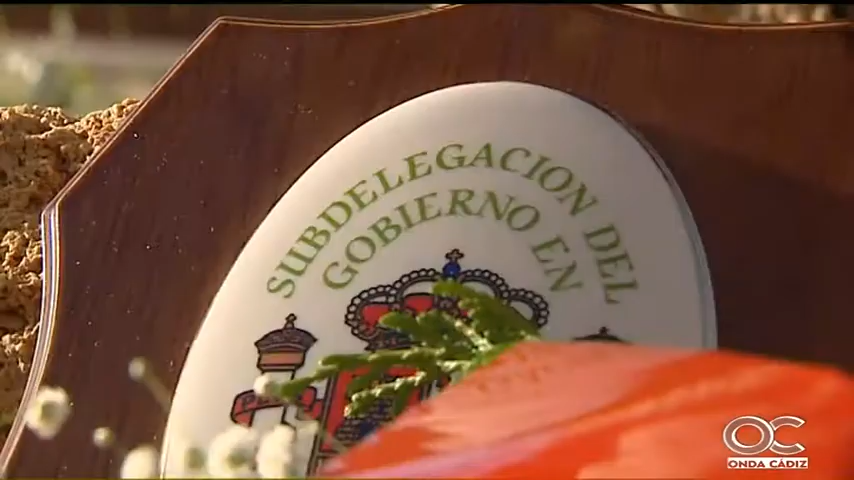 SUBDELEGACION DEL
GOBIERNO EN
OC
ONDA CÁDIZ